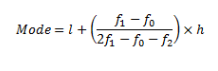 Mode = l + ( (f₁ − f₀) / (2f₁ − f₀ − f₂) ) × h